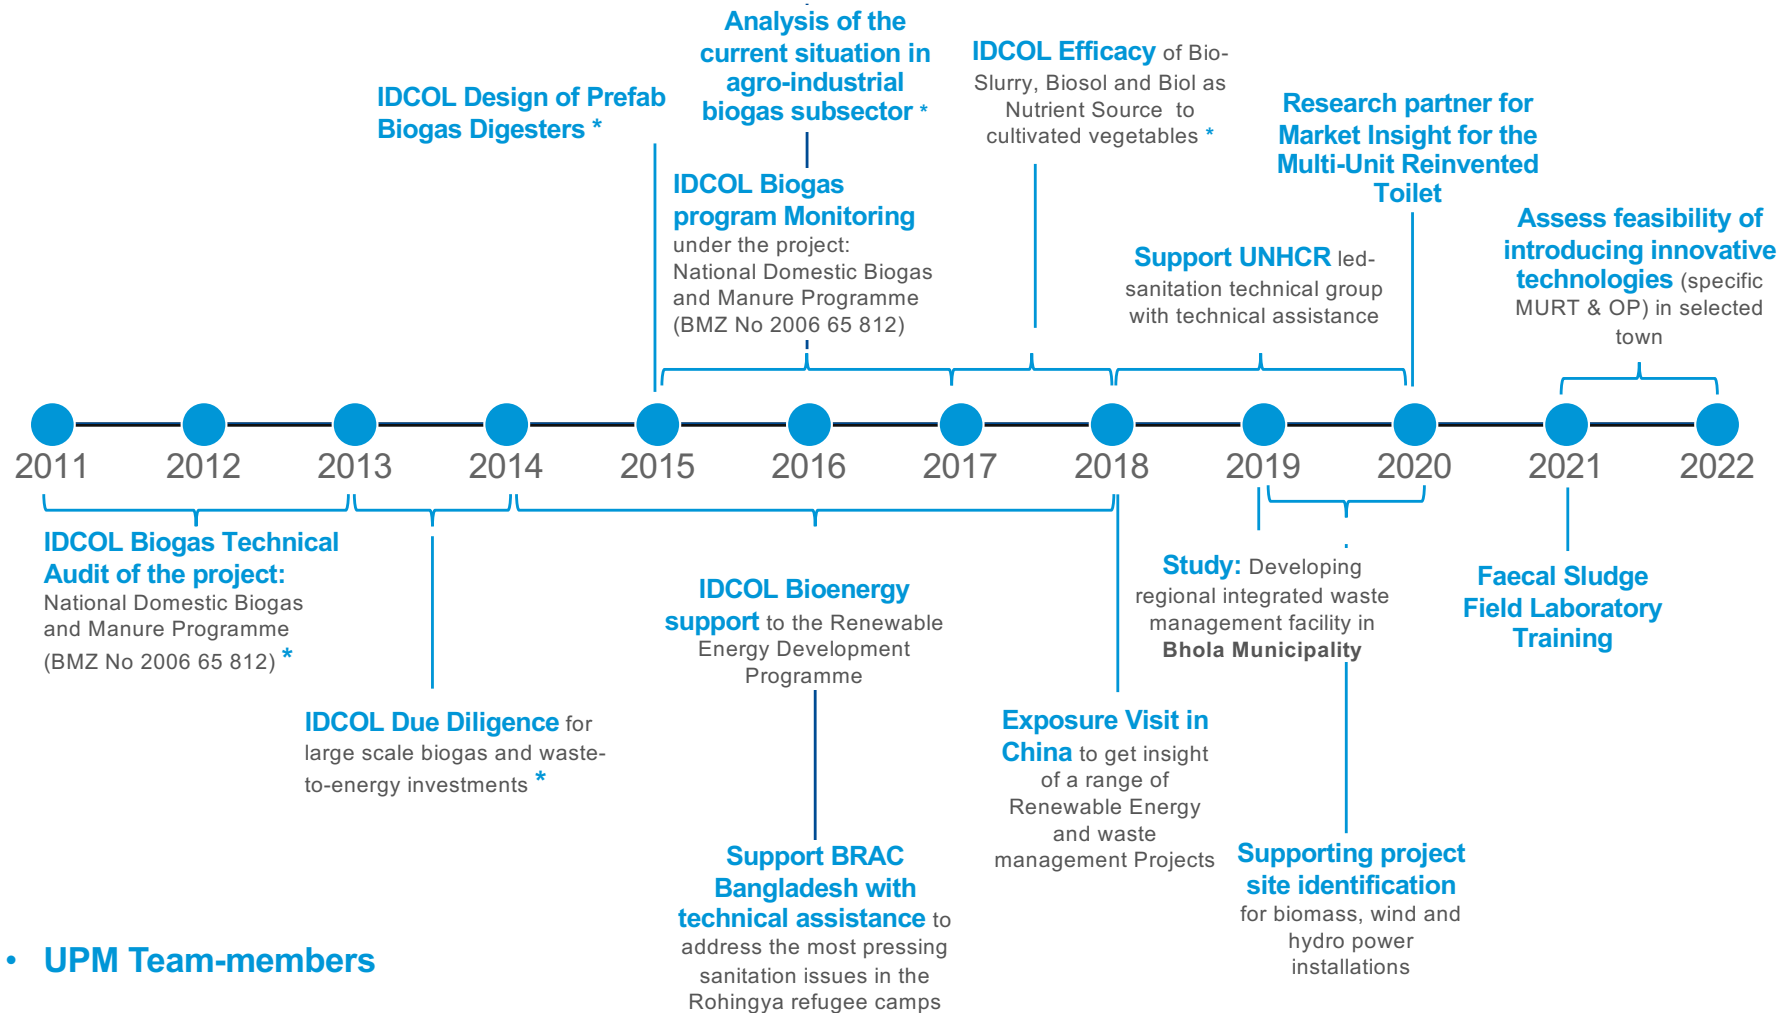 IDCOL Design of Prefab
Biogas Digesters *
Analysis of the
current situation in
agro-industrial
biogas subsector *
IDCOL Biogas
program Monitoring
under the project:
National Domestic Biogas
and Manure Programme
(BMZ No 2006 65 812)
IDCOL Efficacy of Bio-
Slurry, Biosol and Biol as
Nutrient Source to
cultivated vegetables *
Support UNHCR led-
sanitation technical group
with technical assistance
Research partner for
Market Insight for the
Multi-Unit Reinvented
Toilet
Assess feasibility of
introducing innovative
technologies (specific
MURT & OP) in selected
town
2011 2012 2013 2014 2015 2016 2017 2018 2019 2020 2021 2022
IDCOL Biogas Technical
Audit of the project:
National Domestic Biogas
and Manure Programme
(BMZ No 2006 65 812) *
IDCOL Due Diligence for
large scale biogas and waste-
to-energy investments *
IDCOL Bioenergy
support to the Renewable
Energy Development
Programme
Support BRAC
Bangladesh with
technical assistance to
address the most pressing
sanitation issues in the
Rohingya refugee camps
Exposure Visit in
China to get insight
of a range of
Renewable Energy
and waste
management Projects
Study: Developing
regional integrated waste
management facility in
Bhola Municipality
Supporting project
site identification
for biomass, wind and
hydro power
installations
Faecal Sludge
Field Laboratory
Training
• UPM Team-members